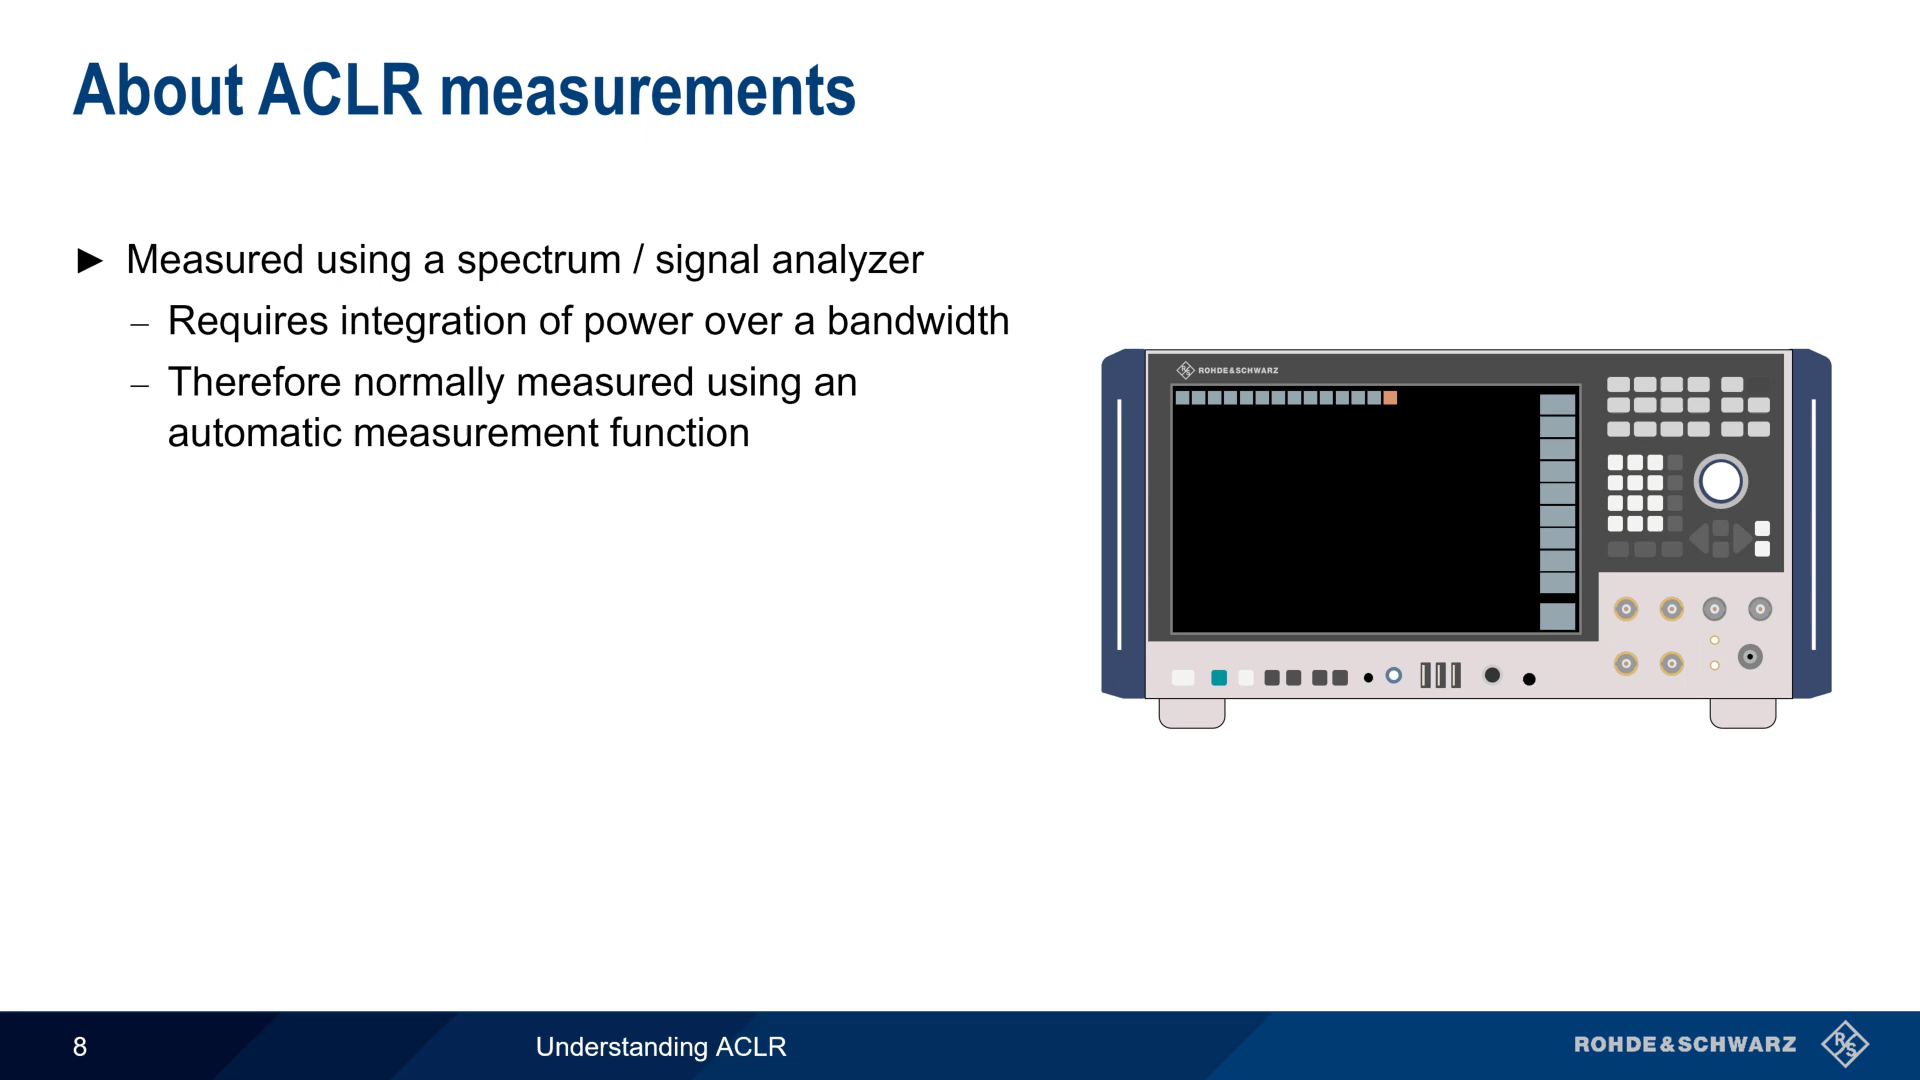 About ACLR measurements
► Measured using a spectrum / signal analyzer
– Requires integration of power over a bandwidth
– Therefore normally measured using an
automatic measurement function
ROHDE&SCHWARZ
8
Understanding ACLR
ROHDE&SCHWARZ